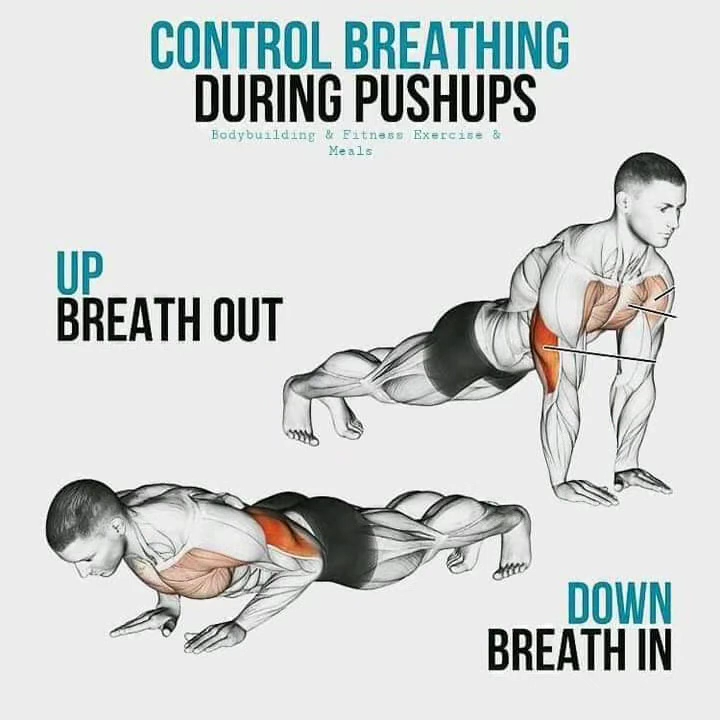 CONTROL BREATHING
DURING PUSHUPS
Bodybuilding & Fitness Exercise &
Meals
UP
BREATH OUT
DOWN
BREATH IN